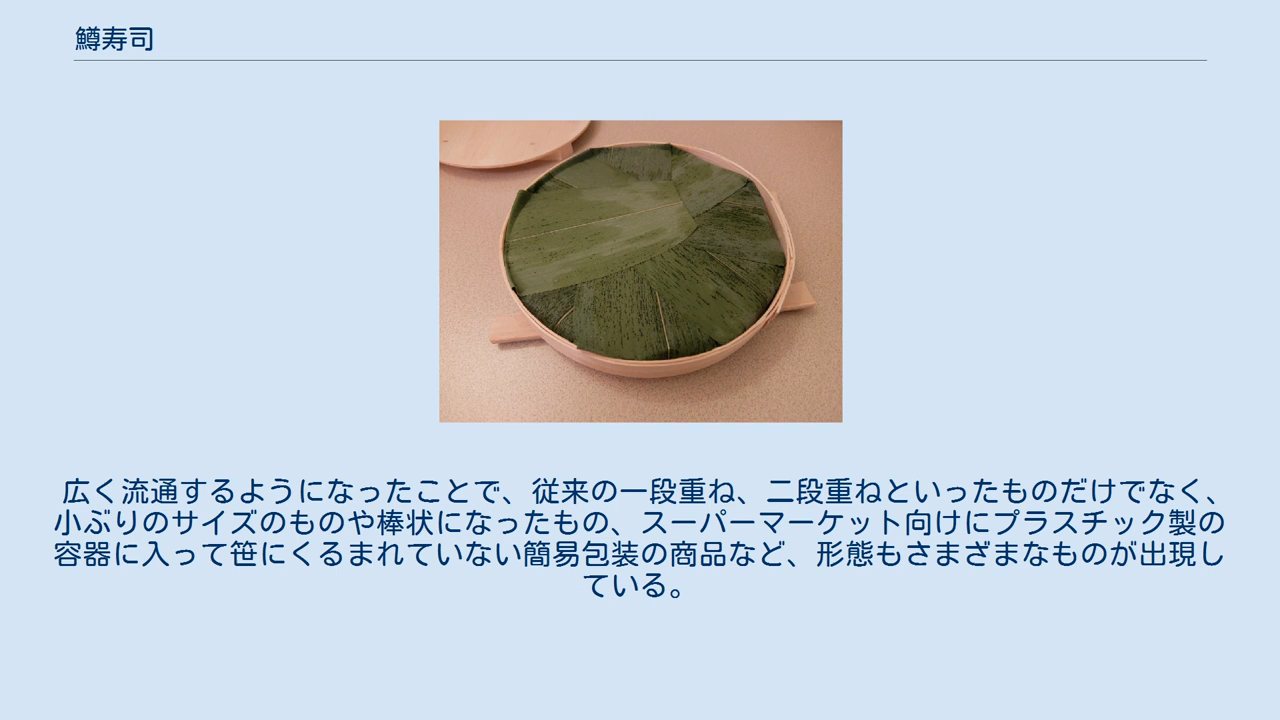 鱒寿司
広く流通するようになったことで、従来の一段重ね、二段重ねといったものだけでなく、
小ぶりのサイズのものや棒状になったもの、スーパーマーケット向けにプラスチック製の
容器に入って笹にくるまれていない簡易包装の商品など、形態もさまざまなものが出現し
ている。